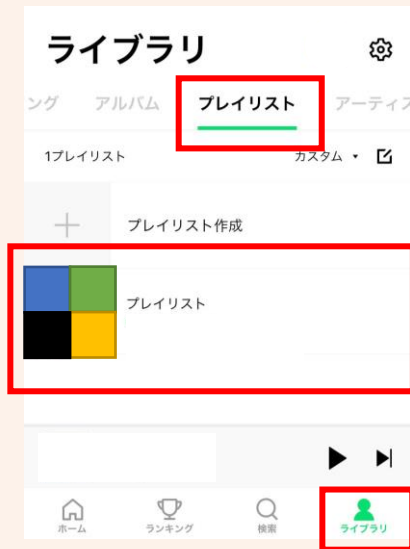 ライブラリ
ング アルバム プレイリスト アーティス
1プレイリスト カスタム
プレイリスト作成
プレイリスト
ホーム ランキング 検索 ライブラリ